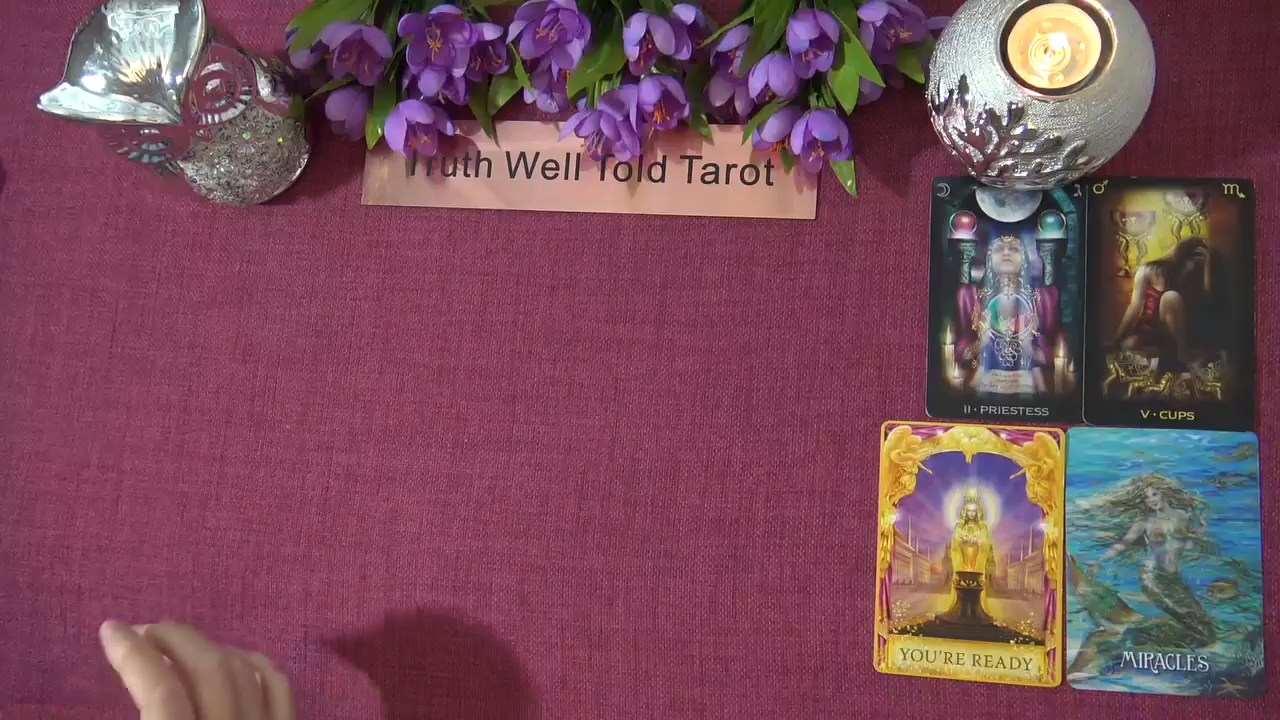 Truth Well Told Tarot
II • PRIESTESS
V • CUPS
YOU'RE READY
MIRACLES